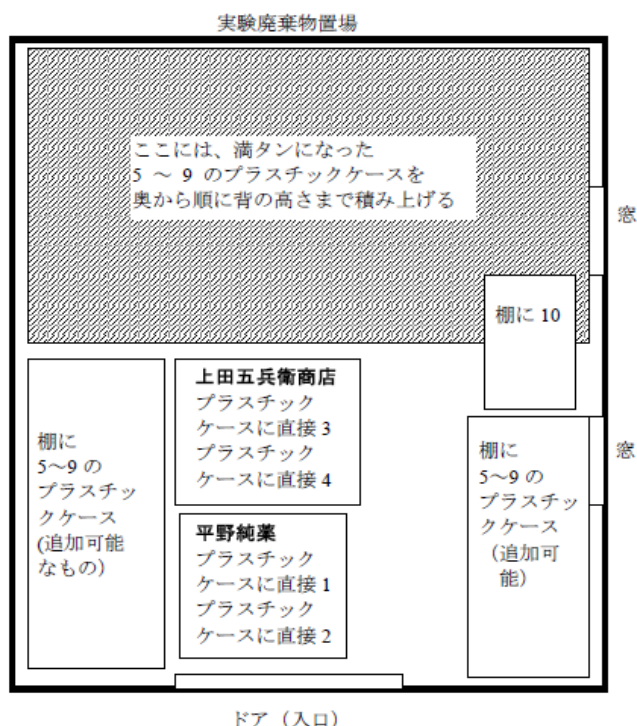 実験廃棄物置場
ここには、満タンになった
5 ～ 9 のプラスチックケースを
奥から順に背の高さまで積み上げる
窓
棚に 10
上田五兵衛商店
プラスチック
ケースに直接 3
プラスチック
ケースに直接 4
棚に
5～9 の
プラスチッ
クケース
(追加可能
なもの)
棚に
5～9 の
プラスチッ
クケース
（追加可
能）
窓
平野純薬
プラスチック
ケースに直接 1
プラスチック
ケースに直接 2
ドア（入口）